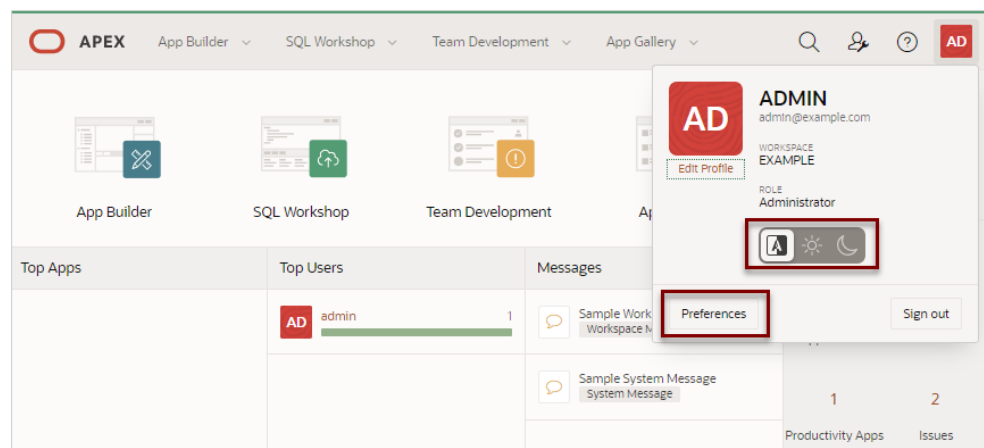 APEX App Builder SQL Workshop Team Development App Gallery AD
AD
ADMIN
admin@example.com
WORKSPACE
EXAMPLE
Edit Profile
ROLE
Administrator
A
Preferences
Sign out
App Builder
SQL Workshop
Team Development
Top Apps
Top Users
Messages
AD admin 1
Sample Work
Workspace M
Sample System Message
System Message
1
2
Productivity Apps
Issues